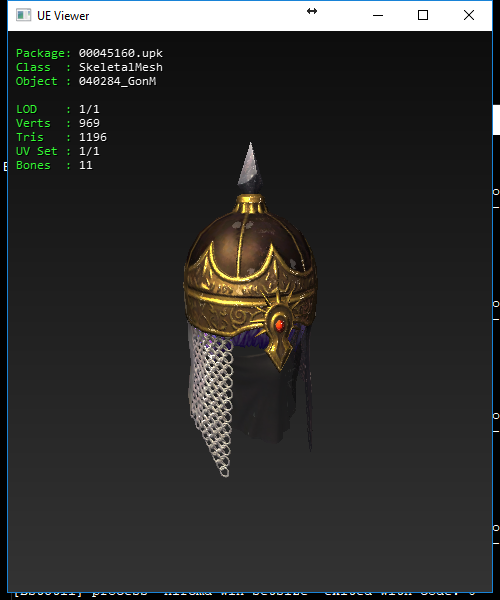 UE Viewer
Package: 00045160.upk
Class  : SkeletalMesh
Object : 040284_GonM
LOD    : 1/1
Verts  : 969
Tris   : 1196
UV Set : 1/1
Bones  : 11